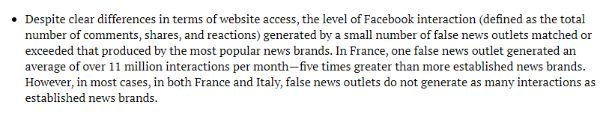 • Despite clear differences in terms of website access, the level of Facebook interaction (defined as the total
number of comments, shares, and reactions) generated by a small number of false news outlets matched or
exceeded that produced by the most popular news brands. In France, one false news outlet generated an
average of over 11 million interactions per month—five times greater than more established news brands.
However, in most cases, in both France and Italy, false news outlets do not generate as many interactions as
established news brands.